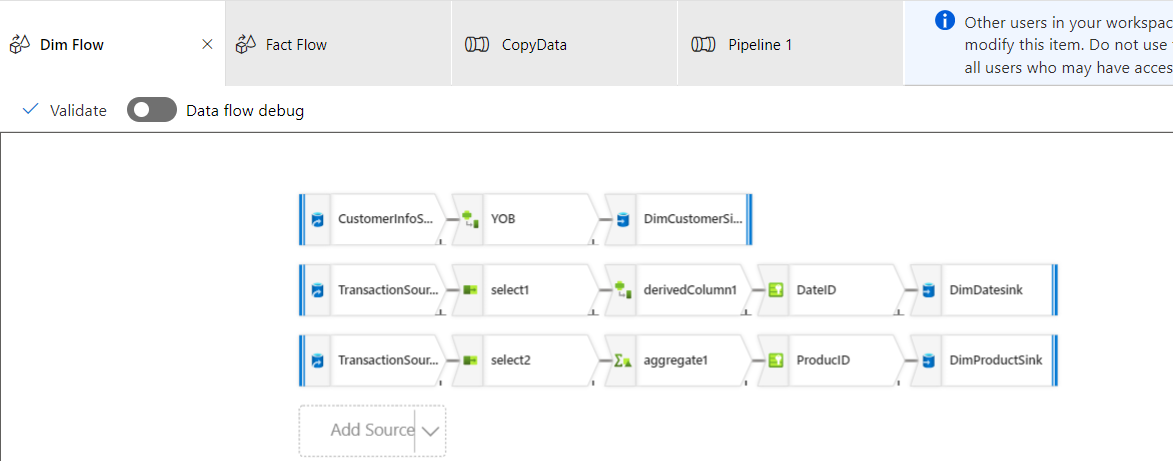 Dim Flow
Fact Flow
CopyData
Pipeline 1
Other users in your workspac
modify this item. Do not use
all users who may have acces
Validate
Data flow debug
CustomerInfoS...
YOB
DimCustomerSi...
TransactionSour...
select1
derivedColumn1
DateID
DimDatesink
TransactionSour...
select2
aggregate1
ProducID
DimProductSink
Add Source